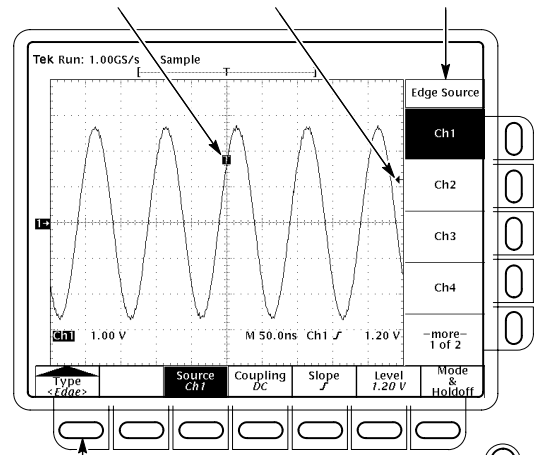 Tek Run: 1.00GS/s Sample
[ T ]
Edge Source
Ch1
T
Ch2
1
Ch3
Ch4
Ch1 1.00 V M 50.0ns Ch1 ƒ 1.20 V
–more–
1 of 2
Type
<Edge>
Source
Ch1
Coupling
DC
Slope
ƒ
Level
1.20 V
Mode
&
Holdoff